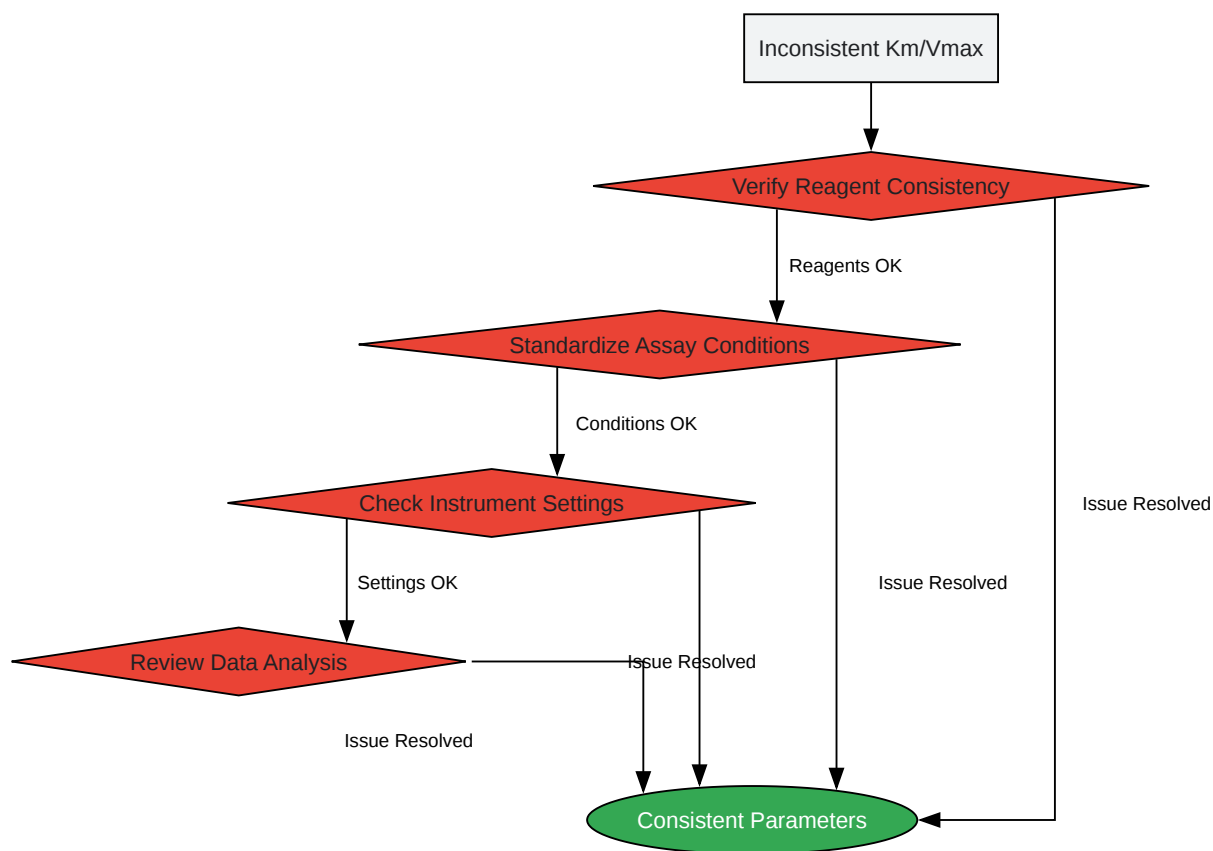 Inconsistent Km/Vmax
Verify Reagent Consistency
Reagents OK
Standardize Assay Conditions
Conditions OK
Check Instrument Settings
Issue Resolved
Settings OK
Issue Resolved
Review Data Analysis
Issue Resolved
Issue Resolved
Consistent Parameters